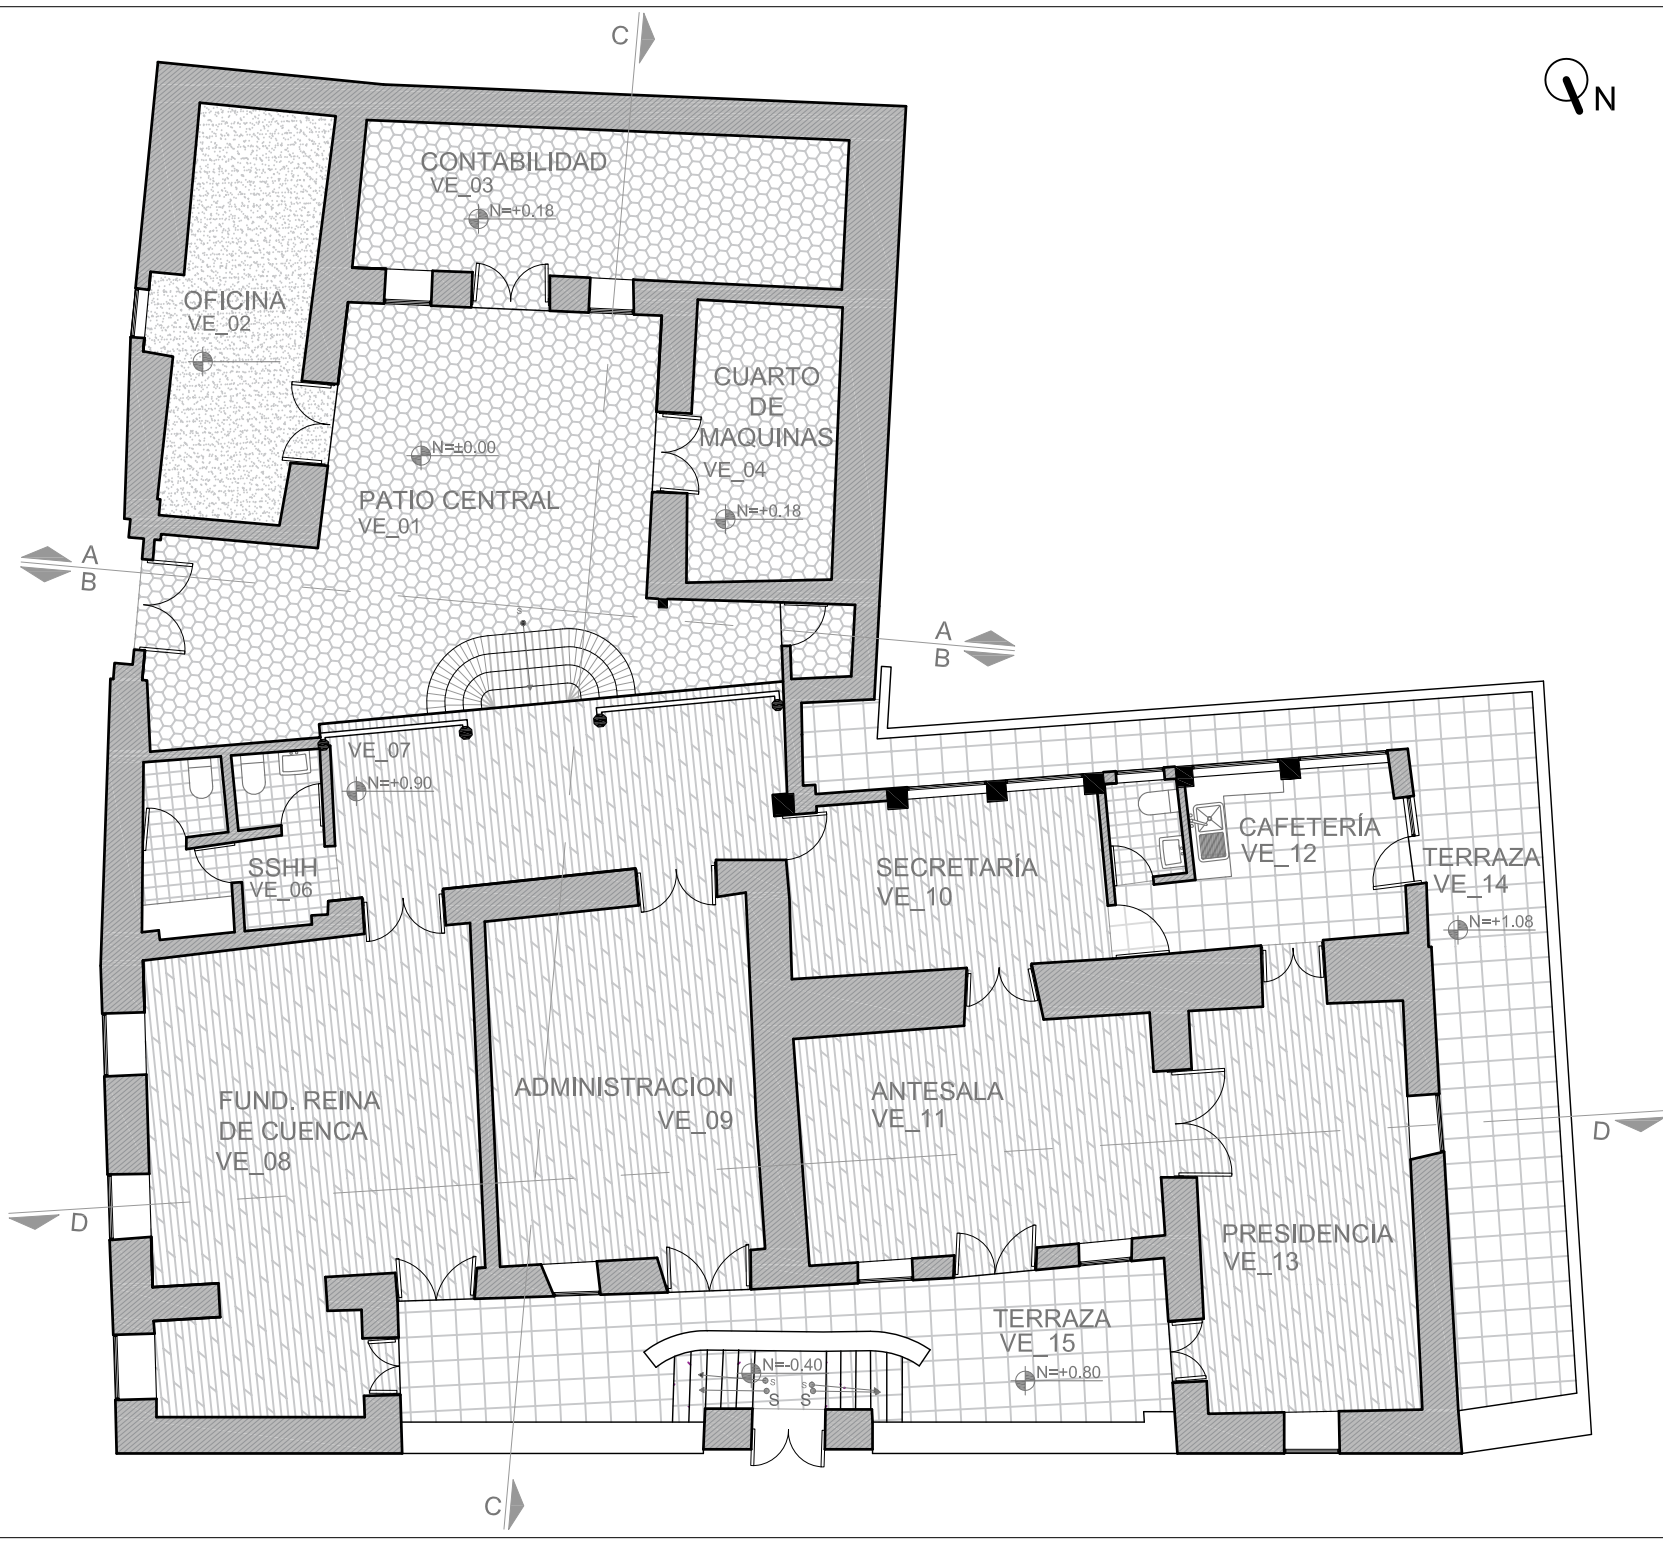 C
N
CONTABILIDAD
VE_03
N=+0.18
OFICINA
VE_02
CUARTO
DE
MAQUINAS
VE_04
N=+0.18
N=±0.00
PATIO CENTRAL
VE_01
A
B
A
B
s
VE_07
N=+0.90
SSHH
VE_06
SECRETARÍA
VE_10
CAFETERÍA
VE_12
TERRAZA
VE_14
N=+1.08
FUND. REINA
DE CUENCA
VE_08
ADMINISTRACION
VE_09
ANTESALA
VE_11
D
D
PRESIDENCIA
VE_13
TERRAZA
VE_15
N=+0.80
N=-0.40
s s
S S
C